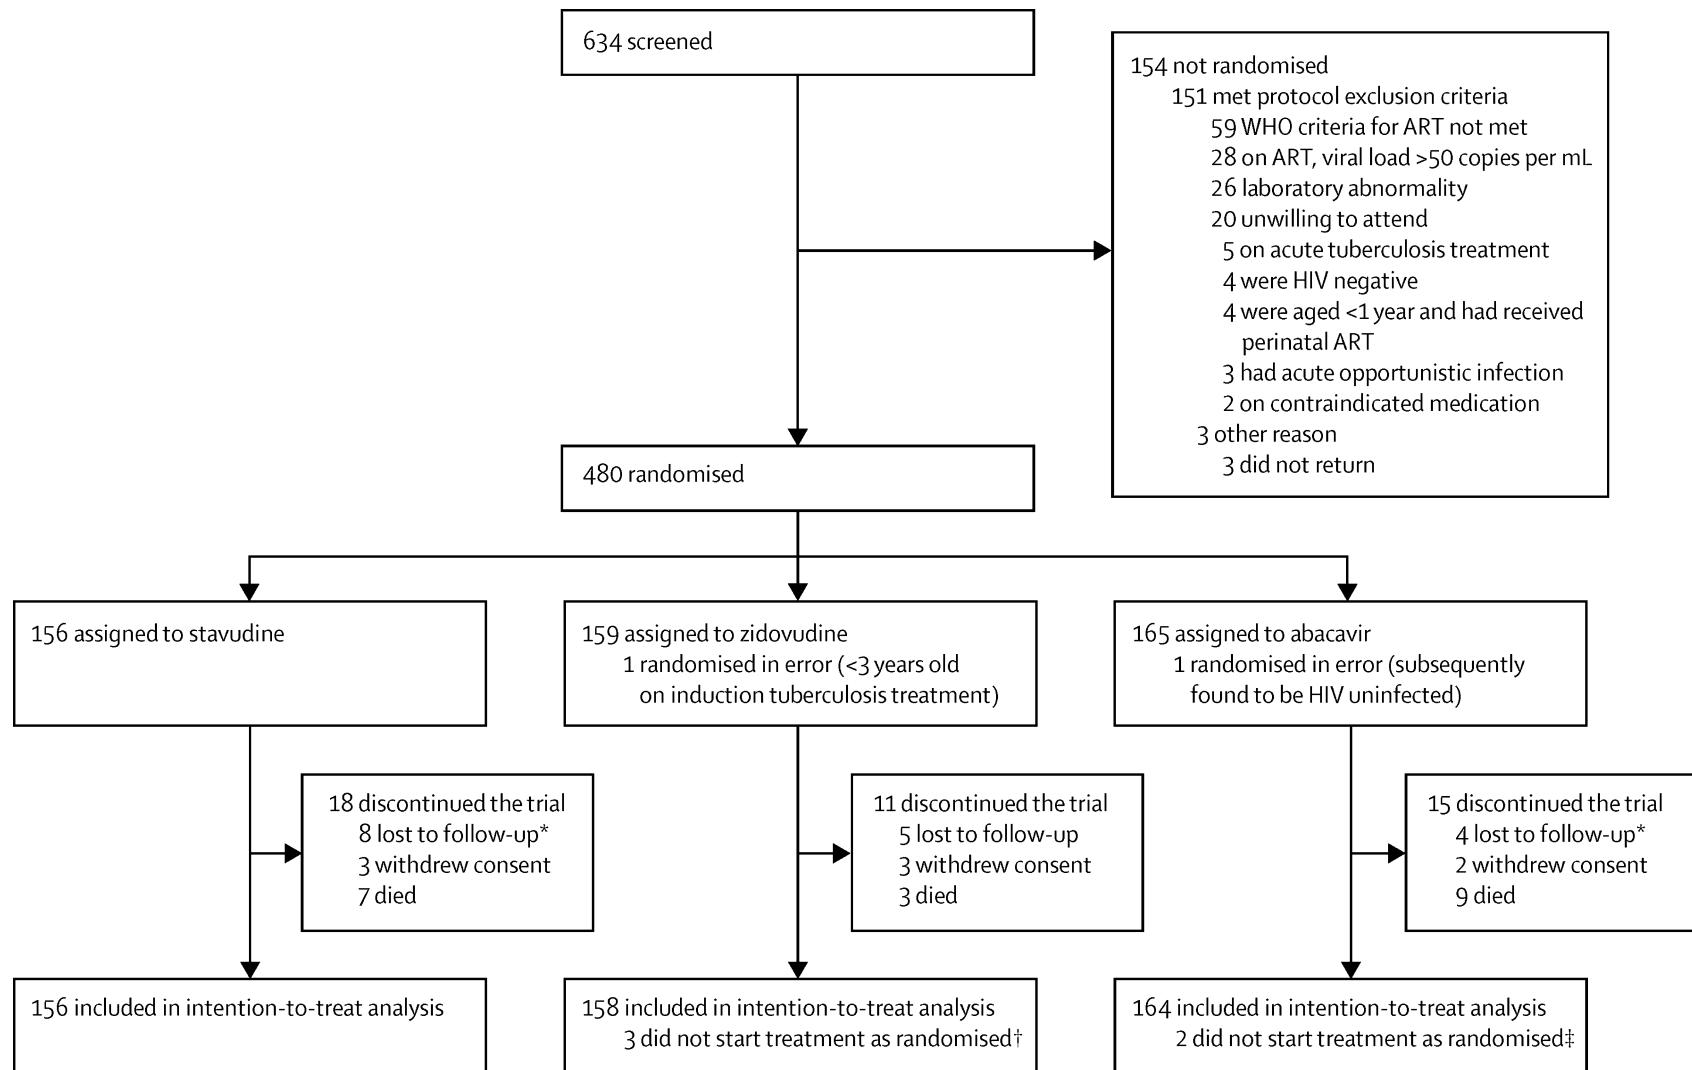 634 screened
154 not randomised
151 met protocol exclusion criteria
59 WHO criteria for ART not met
28 on ART, viral load >50 copies per mL
26 laboratory abnormality
20 unwilling to attend
5 on acute tuberculosis treatment
4 were HIV negative
4 were aged <1 year and had received
perinatal ART
3 had acute opportunistic infection
2 on contraindicated medication
3 other reason
3 did not return
480 randomised
156 assigned to stavudine
159 assigned to zidovudine
1 randomised in error (<3 years old
on induction tuberculosis treatment)
165 assigned to abacavir
1 randomised in error (subsequently
found to be HIV uninfected)
18 discontinued the trial
8 lost to follow-up*
3 withdrew consent
7 died
11 discontinued the trial
5 lost to follow-up
3 withdrew consent
3 died
15 discontinued the trial
4 lost to follow-up*
2 withdrew consent
9 died
156 included in intention-to-treat analysis
158 included in intention-to-treat analysis
3 did not start treatment as randomised†
164 included in intention-to-treat analysis
2 did not start treatment as randomised‡